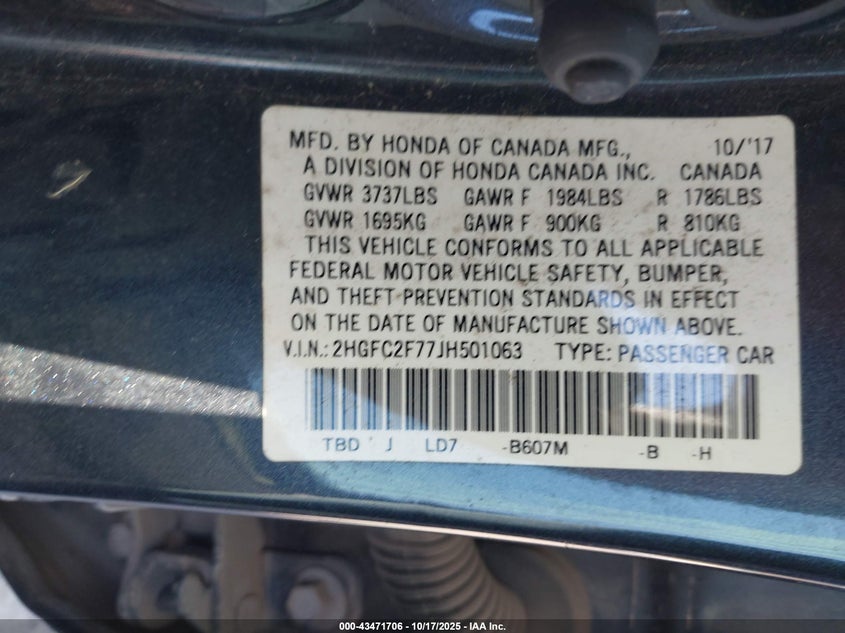 MFD. BY HONDA OF CANADA MFG., 10/'17
A DIVISION OF HONDA CANADA INC. CANADA
GVWR 3737LBS GAWR F 1984LBS R 1786LBS
GVWR 1695KG GAWR F 900KG R 810KG
THIS VEHICLE CONFORMS TO ALL APPLICABLE
FEDERAL MOTOR VEHICLE SAFETY, BUMPER,
AND THEFT PREVENTION STANDARDS IN EFFECT
ON THE DATE OF MANUFACTURE SHOWN ABOVE.
V.I.N.: 2HGFC2F77JH501063 TYPE: PASSENGER CAR
TBD J LD7 -B607M -B -H
000-43471706 - 10/17/2025 - IAA Inc.